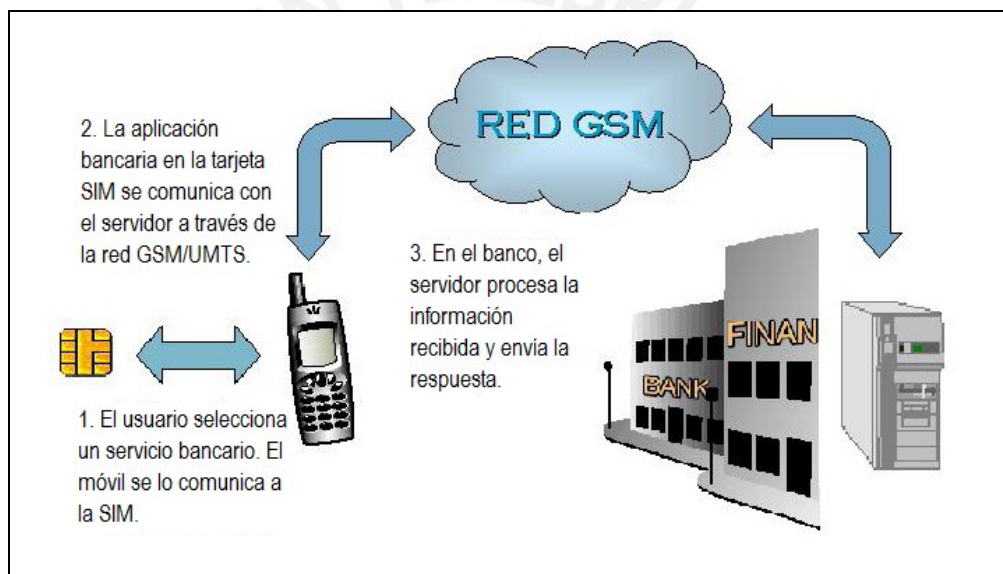 RED GSM
2. La aplicación
bancaria en la tarjeta
SIM se comunica con
el servidor a través de
la red GSM/UMTS.
3. En el banco, el
servidor procesa la
información
recibida y envía la
respuesta.
FINAN
BANK
1. El usuario selecciona
un servicio bancario. El
móvil se lo comunica a
la SIM.